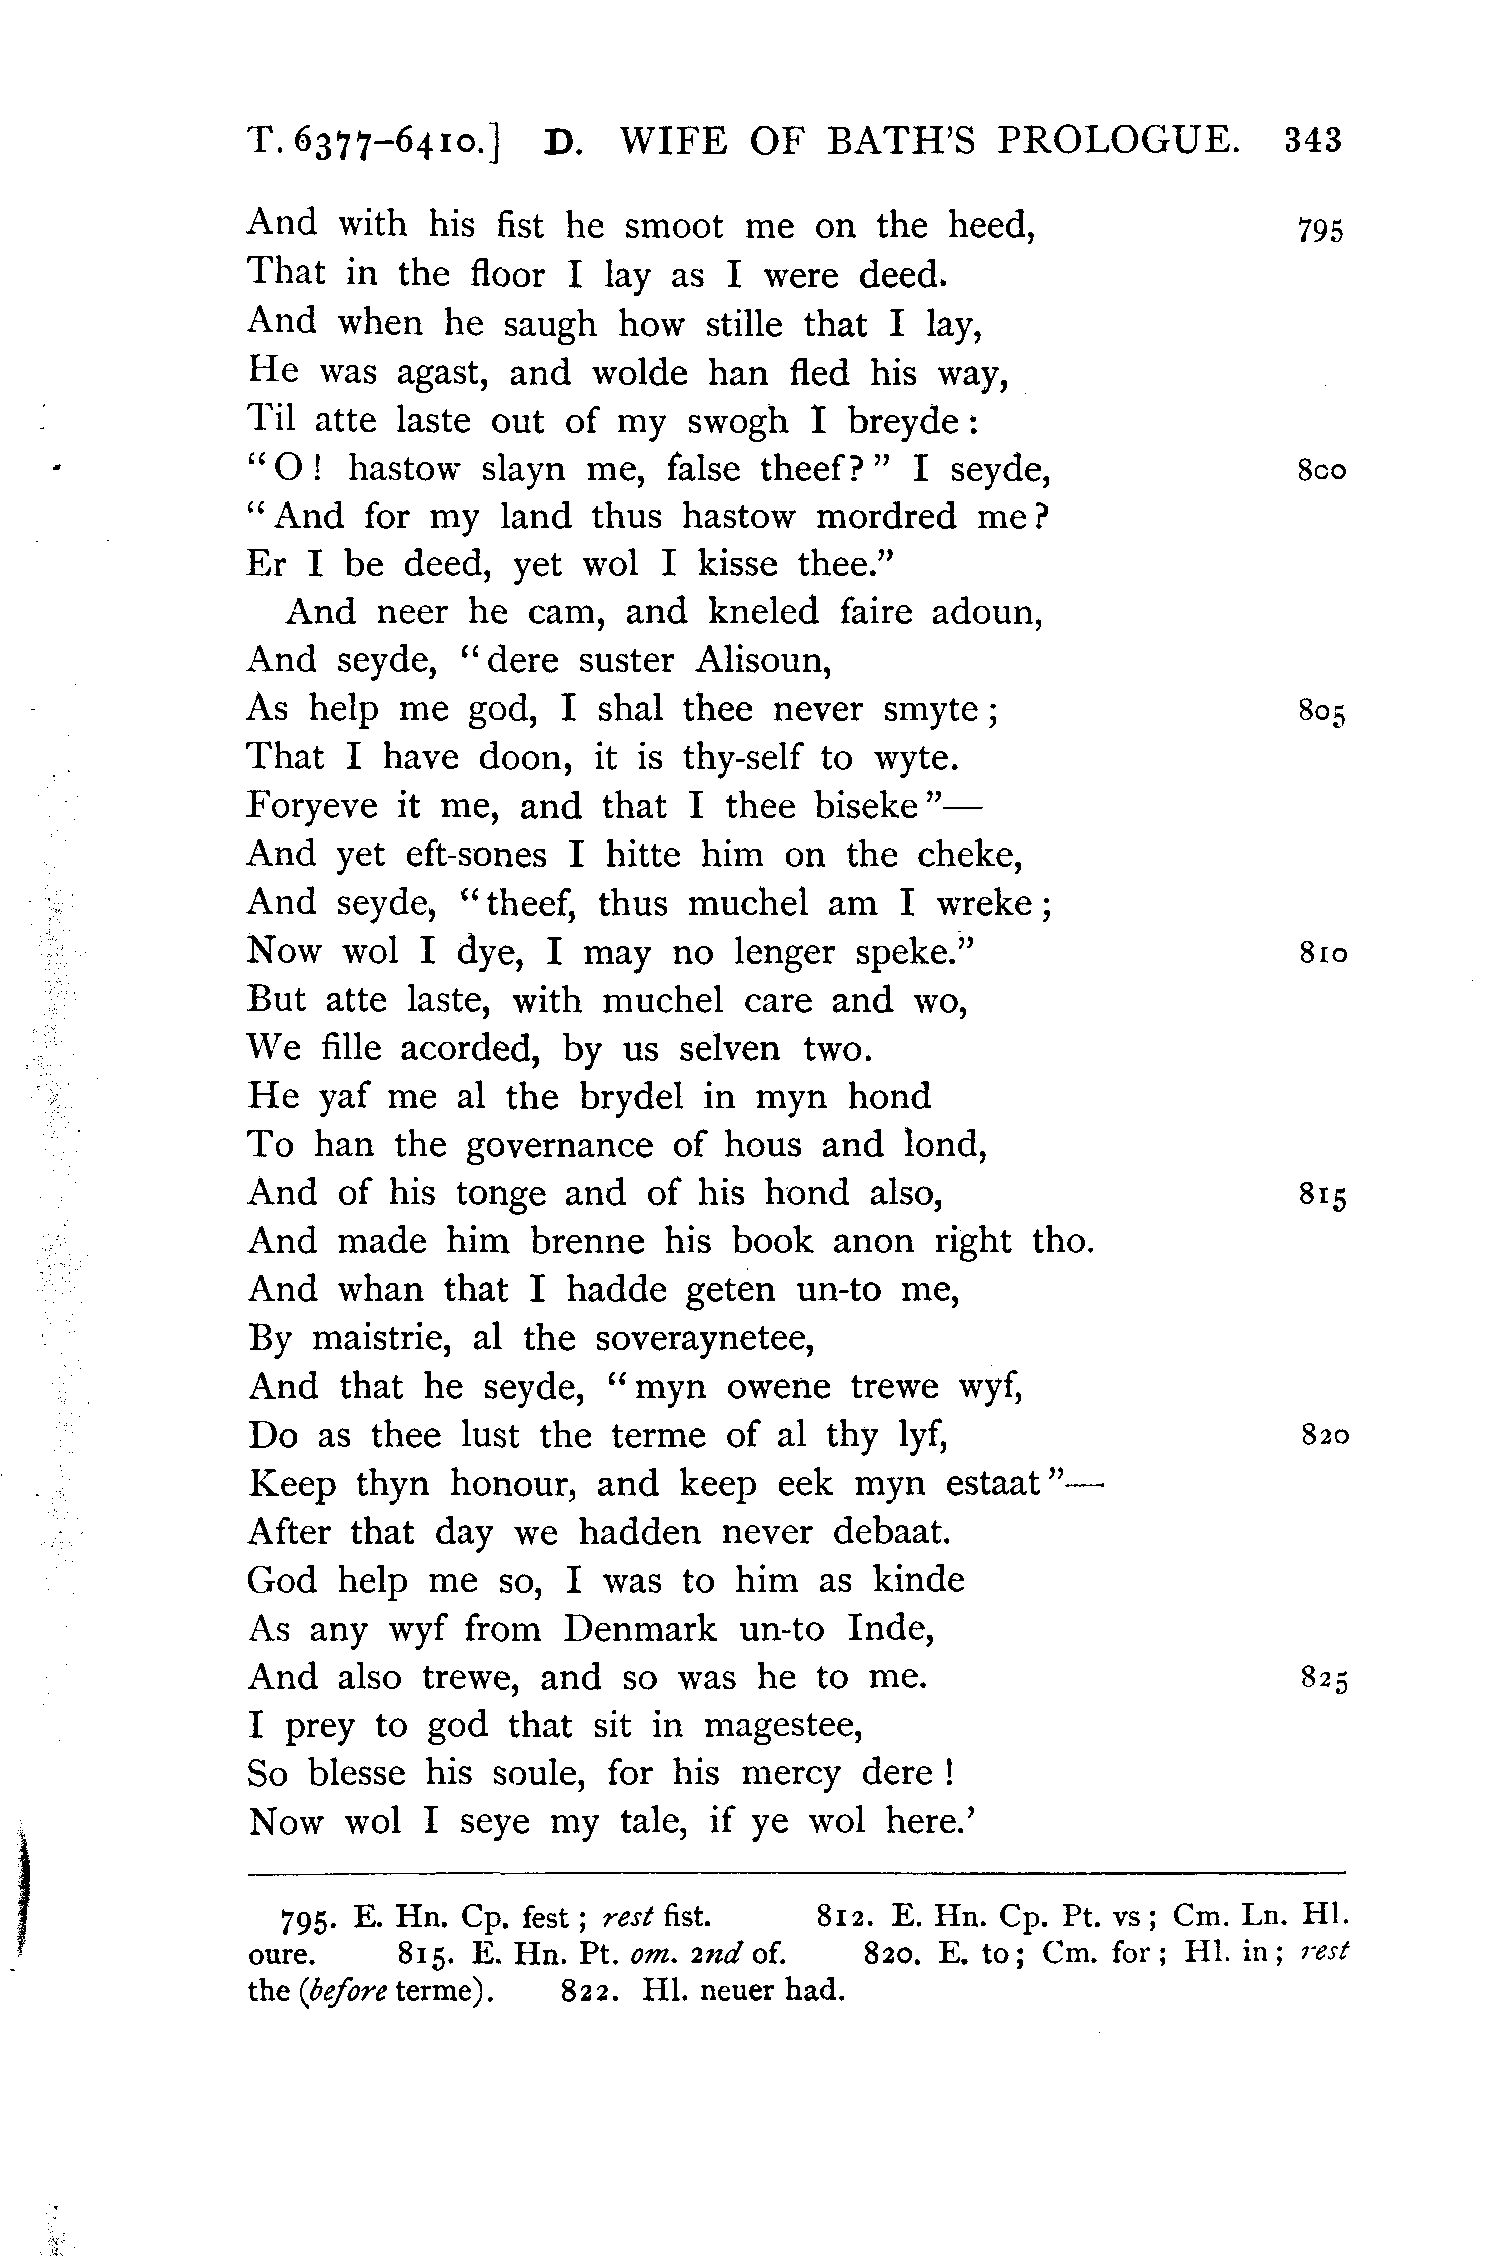 T. 6377–6410.] D. WIFE OF BATH'S PROLOGUE. 343
And with his fist he smoot me on the heed, 795
That in the floor I lay as I were deed.
And when he saugh how stille that I lay,
He was agast, and wolde han fled his way,
Til atte laste out of my swogh I breyde :
“O ! hastow slayn me, false theef? ” I seyde, 800
“ And for my land thus hastow mordred me ?
Er I be deed, yet wol I kisse thee.”
And neer he cam, and kneled faire adoun,
And seyde, “ dere suster Alisoun,
As help me god, I shal thee never smyte ; 805
That I have doon, it is thy-self to wyte.
Foryeve it me, and that I thee biseke ”—
And yet eft-sones I hitte him on the cheke,
And seyde, “ theef, thus muchel am I wreke ;
Now wol I dye, I may no lenger speke.” 810
But atte laste, with muchel care and wo,
We fille acorded, by us selven two.
He yaf me al the brydel in myn hond
To han the governance of hous and lond,
And of his tonge and of his hond also, 815
And made him brenne his book anon right tho.
And whan that I hadde geten un-to me,
By maistrie, al the soveraynetee,
And that he seyde, “ myn owene trewe wyf,
Do as thee lust the terme of al thy lyf, 820
Keep thyn honour, and keep eek myn estaat ”—
After that day we hadden never debaat.
God help me so, I was to him as kinde
As any wyf from Denmark un-to Inde,
And also trewe, and so was he to me. 825
I prey to god that sit in magestee,
So blesse his soule, for his mercy dere !
Now wol I seye my tale, if ye wol here.’
795. E. Hn. Cp. fest ; rest fist. 812. E. Hn. Cp. Pt. vs ; Cm. Ln. Hl.
oure. 815. E. Hn. Pt. om. 2nd of. 820. E. to ; Cm. for ; Hl. in ; rest
the (before terme). 822. Hl. neuer had.